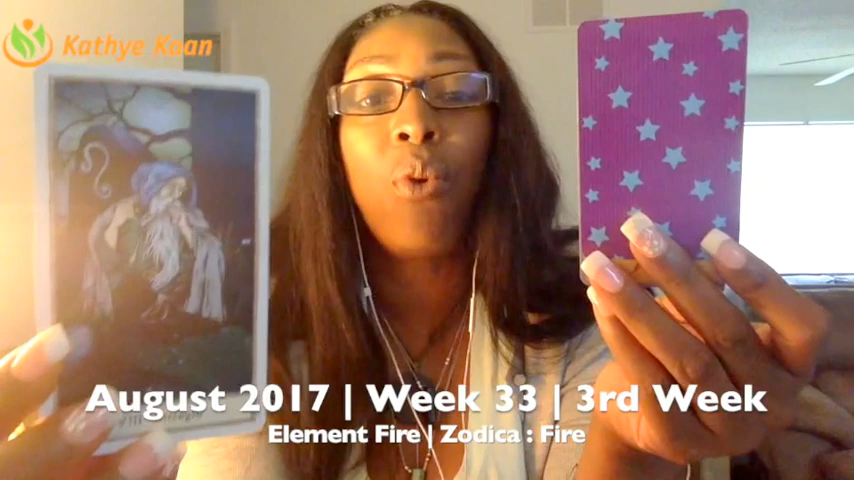 Kathye Kaan
August 2017 | Week 33 | 3rd Week
Element Fire | Zodica : Fire